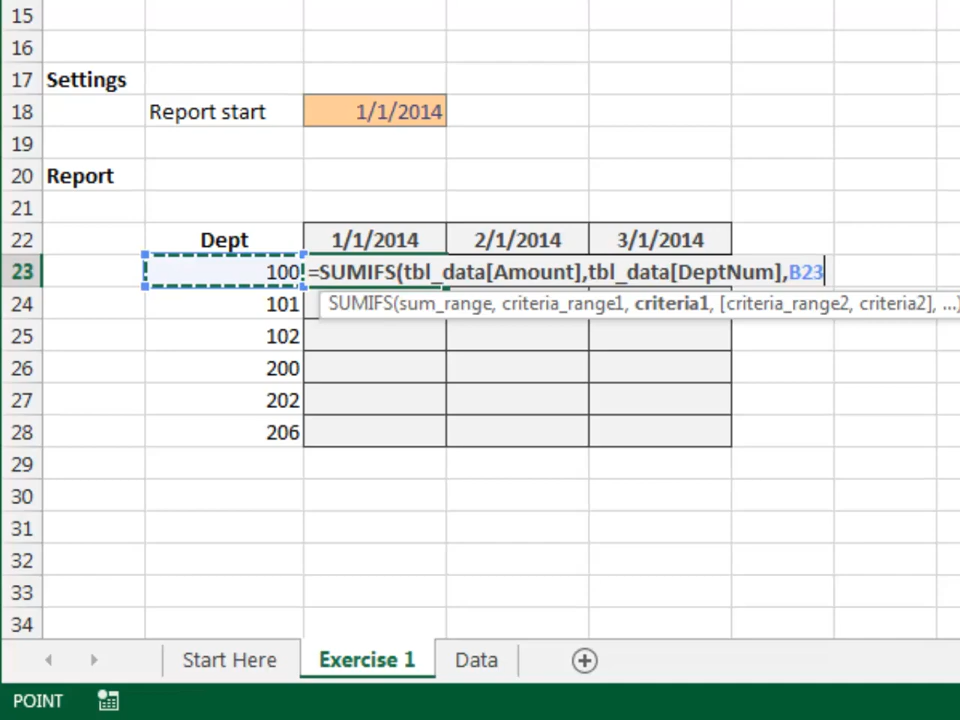 15
16
17 Settings
18 Report start 1/1/2014
19
20 Report
21
22 Dept 1/1/2014 2/1/2014 3/1/2014
23 100 =SUMIFS(tbl_data[Amount],tbl_data[DeptNum],B23
24 101 SUMIFS(sum_range, criteria_range1, criteria1, [criteria_range2, criteria2], ...)
25 102
26 200
27 202
28 206
29
30
31
32
33
34
Start Here Exercise 1 Data
POINT